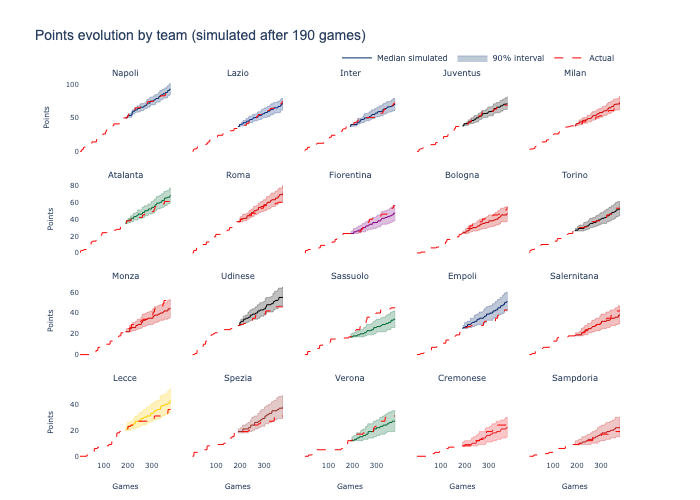 Points evolution by team (simulated after 190 games)
Median simulated 90% interval Actual
Napoli Lazio Inter Juventus Milan
100
50
0
Points
Atalanta Roma Fiorentina Bologna Torino
80
60
40
20
0
Points
Monza Udinese Sassuolo Empoli Salernitana
60
40
20
0
Points
Lecce Spezia Verona Cremonese Sampdoria
40
20
0
Points
100 200 300 100 200 300 100 200 300 100 200 300 100 200 300
Games Games Games Games Games